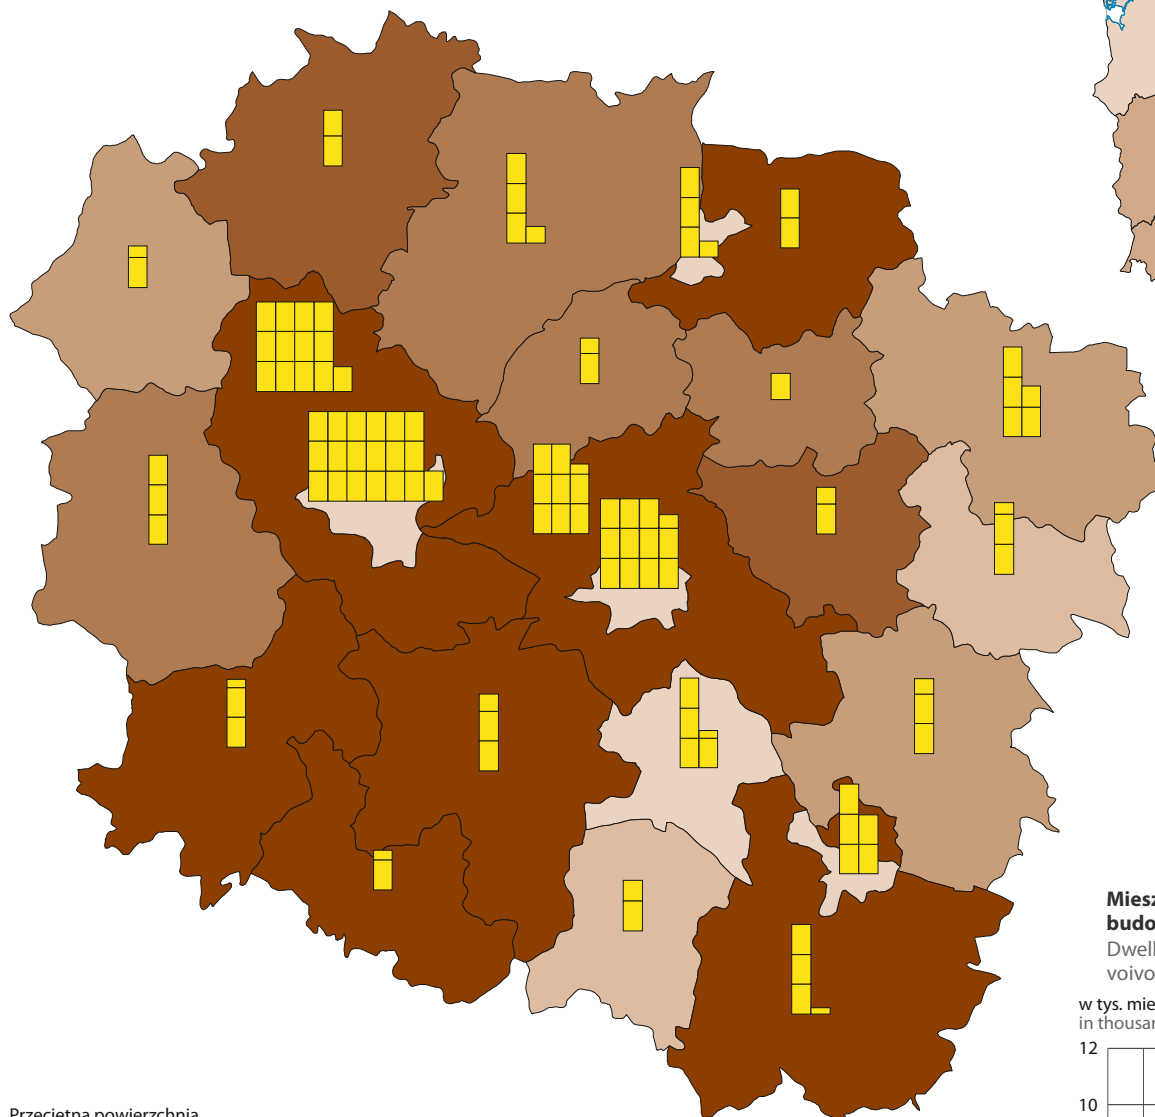 Miesz
budo
Dwell
voivo
w tys. mie
in thousan
12
10
Przeciętna powierzchnia